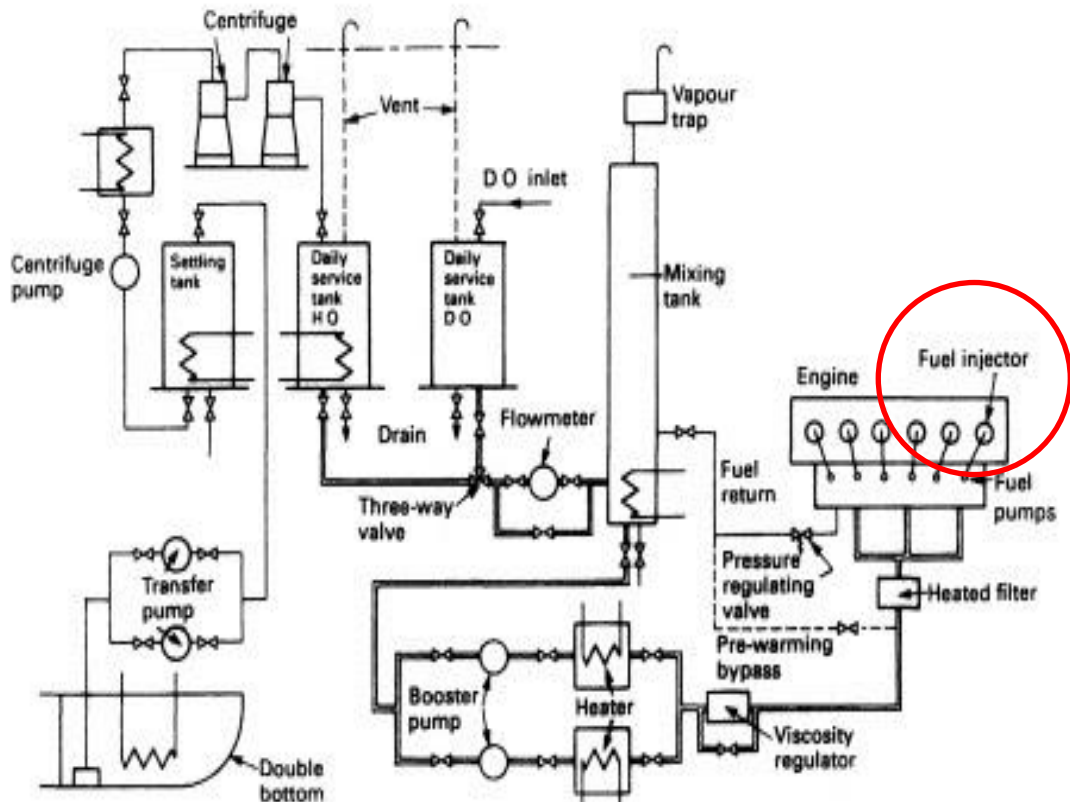 Centrifuge
Vent
Vapour
trap
D O inlet
Centrifuge
pump
Settling
tank
Daily
service
tank
H O
Daily
service
tank
D O
Mixing
tank
Fuel injector
Engine
Flowmeter
Drain
Three-way
valve
Fuel
return
Fuel
pumps
Pressure
regulating
valve
Heated filter
Transfer
pump
Pre-warming
bypass
Booster
pump
Heater
Viscosity
regulator
Double
bottom